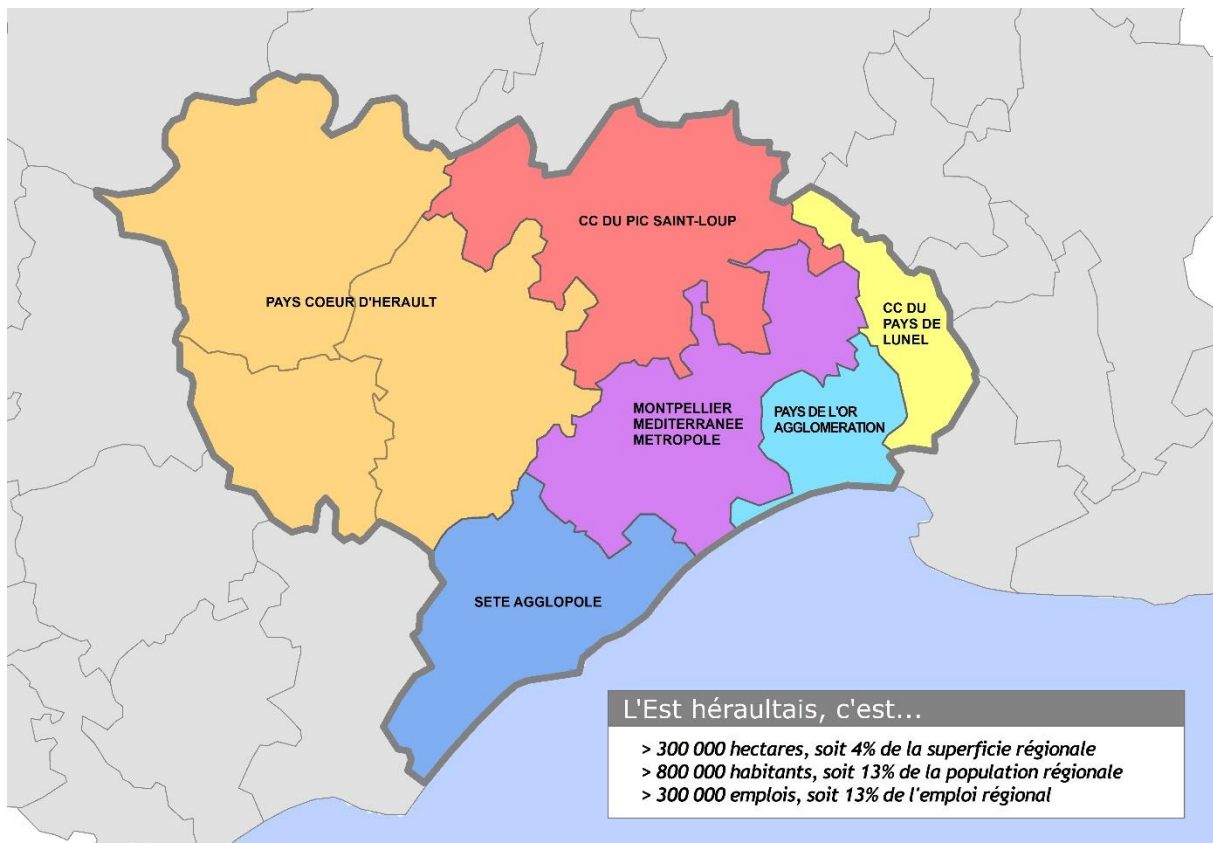 CC DU PIC SAINT-LOUP
PAYS COEUR D'HERAULT
CC DU
PAYS DE
LUNEL
MONTPELLIER
MEDITERRANEE
METROPOLE
PAYS DE L'OR
AGGLOMERATION
SETE AGGLOPOLE
L'Est héraultais, c'est...
> 300 000 hectares, soit 4% de la superficie régionale
> 800 000 habitants, soit 13% de la population régionale
> 300 000 emplois, soit 13% de l'emploi régional